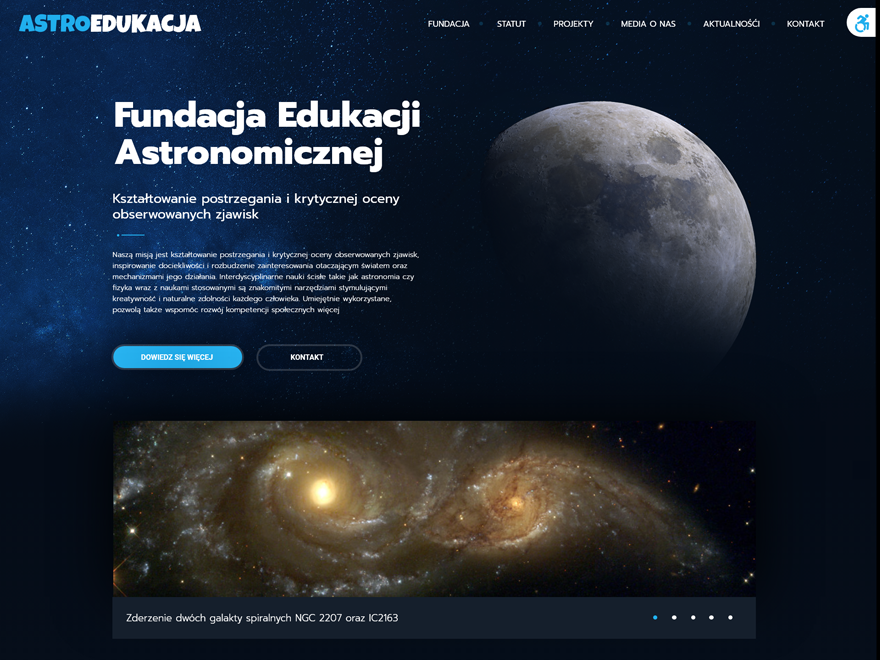 ASTROEDUKACJA
FUNDACJA
STATUT
PROJEKTY
MEDIA O NAS
AKTUALNOŚĆI
KONTAKT
Fundacja Edukacji
Astronomicznej
Kształtowanie postrzegania i krytycznej oceny
obserwowanych zjawisk
Naszą misją jest kształtowanie postrzegania i krytycznej oceny obserwowanych zjawisk,
inspirowanie dociekliwości i rozbudzenie zainteresowania otaczającym światem oraz
mechanizmami jego działania. Interdyscyplinarne nauki ścisłe takie jak astronomia czy
fizyka wraz z naukami stosowanymi są znakomitymi narzędziami stymulującymi
kreatywność i naturalne zdolności każdego człowieka. Umiejętnie wykorzystane,
pozwolą także wspomóc rozwój kompetencji społecznych więcej
DOWIEDZ SIĘ WIĘCEJ
KONTAKT
Zderzenie dwóch galakty spiralnych NGC 2207 oraz IC2163